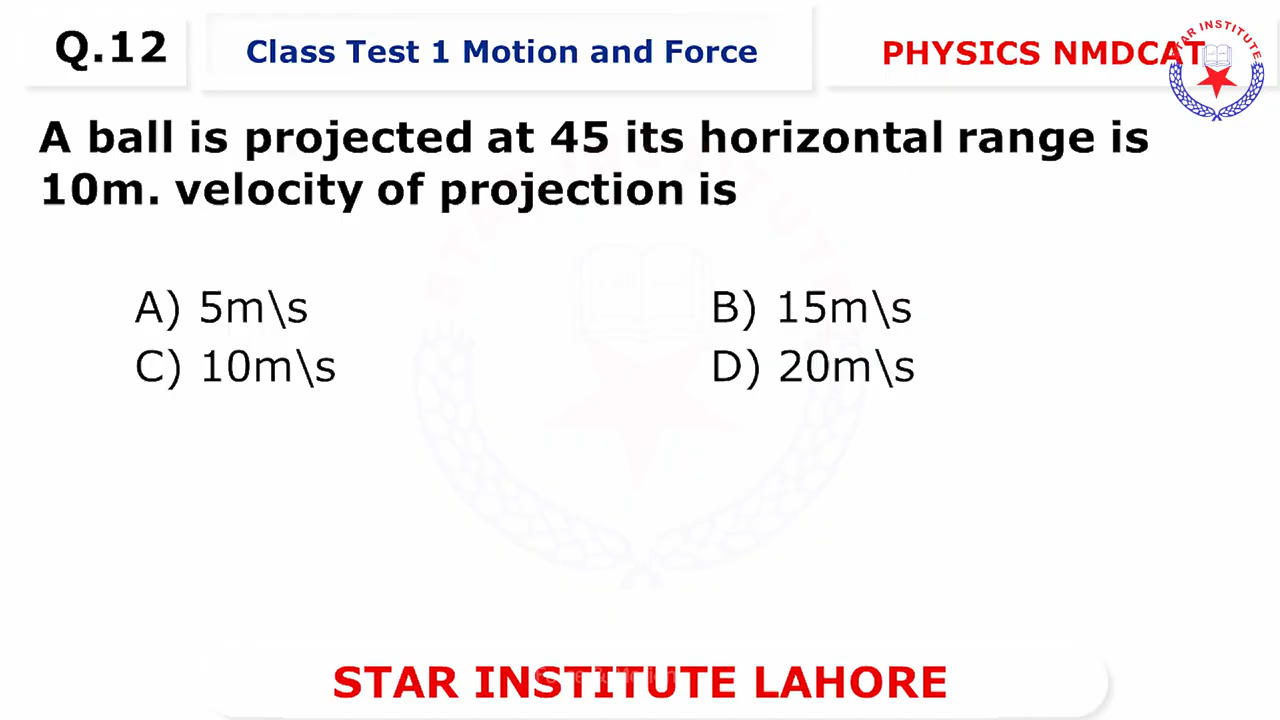 Q.12
Class Test 1 Motion and Force
PHYSICS NMDCAT
STAR INSTITUTE
A ball is projected at 45 its horizontal range is
10m. velocity of projection is
A) 5m\s
B) 15m\s
C) 10m\s
D) 20m\s
STAR INSTITUTE LAHORE